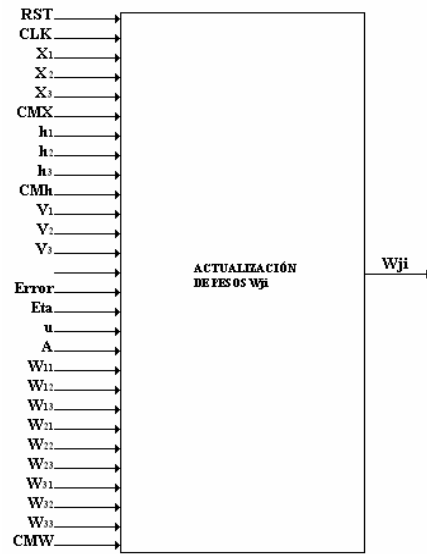 RST
CLK
X1
X2
X3
CMX
h1
h2
h3
CMh
V1
V2
V3
Error
Eta
u
A
W11
W12
W13
W21
W22
W23
W31
W32
W33
CMW
ACTUALIZACIÓN
DE PESOS Wji
Wji